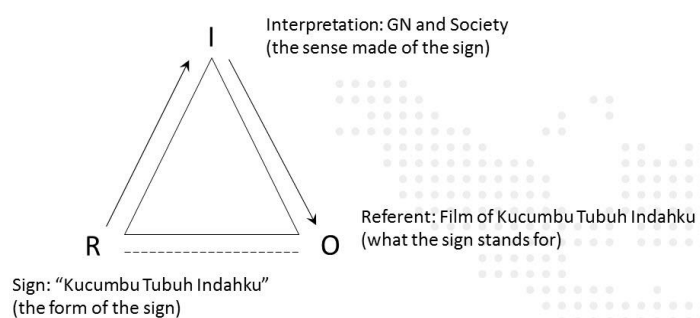 Interpretation: GN and Society
(the sense made of the sign)
I
Referent: Film of Kucumbu Tubuh Indahku
(what the sign stands for)
R
O
Sign: “Kucumbu Tubuh Indahku”
(the form of the sign)